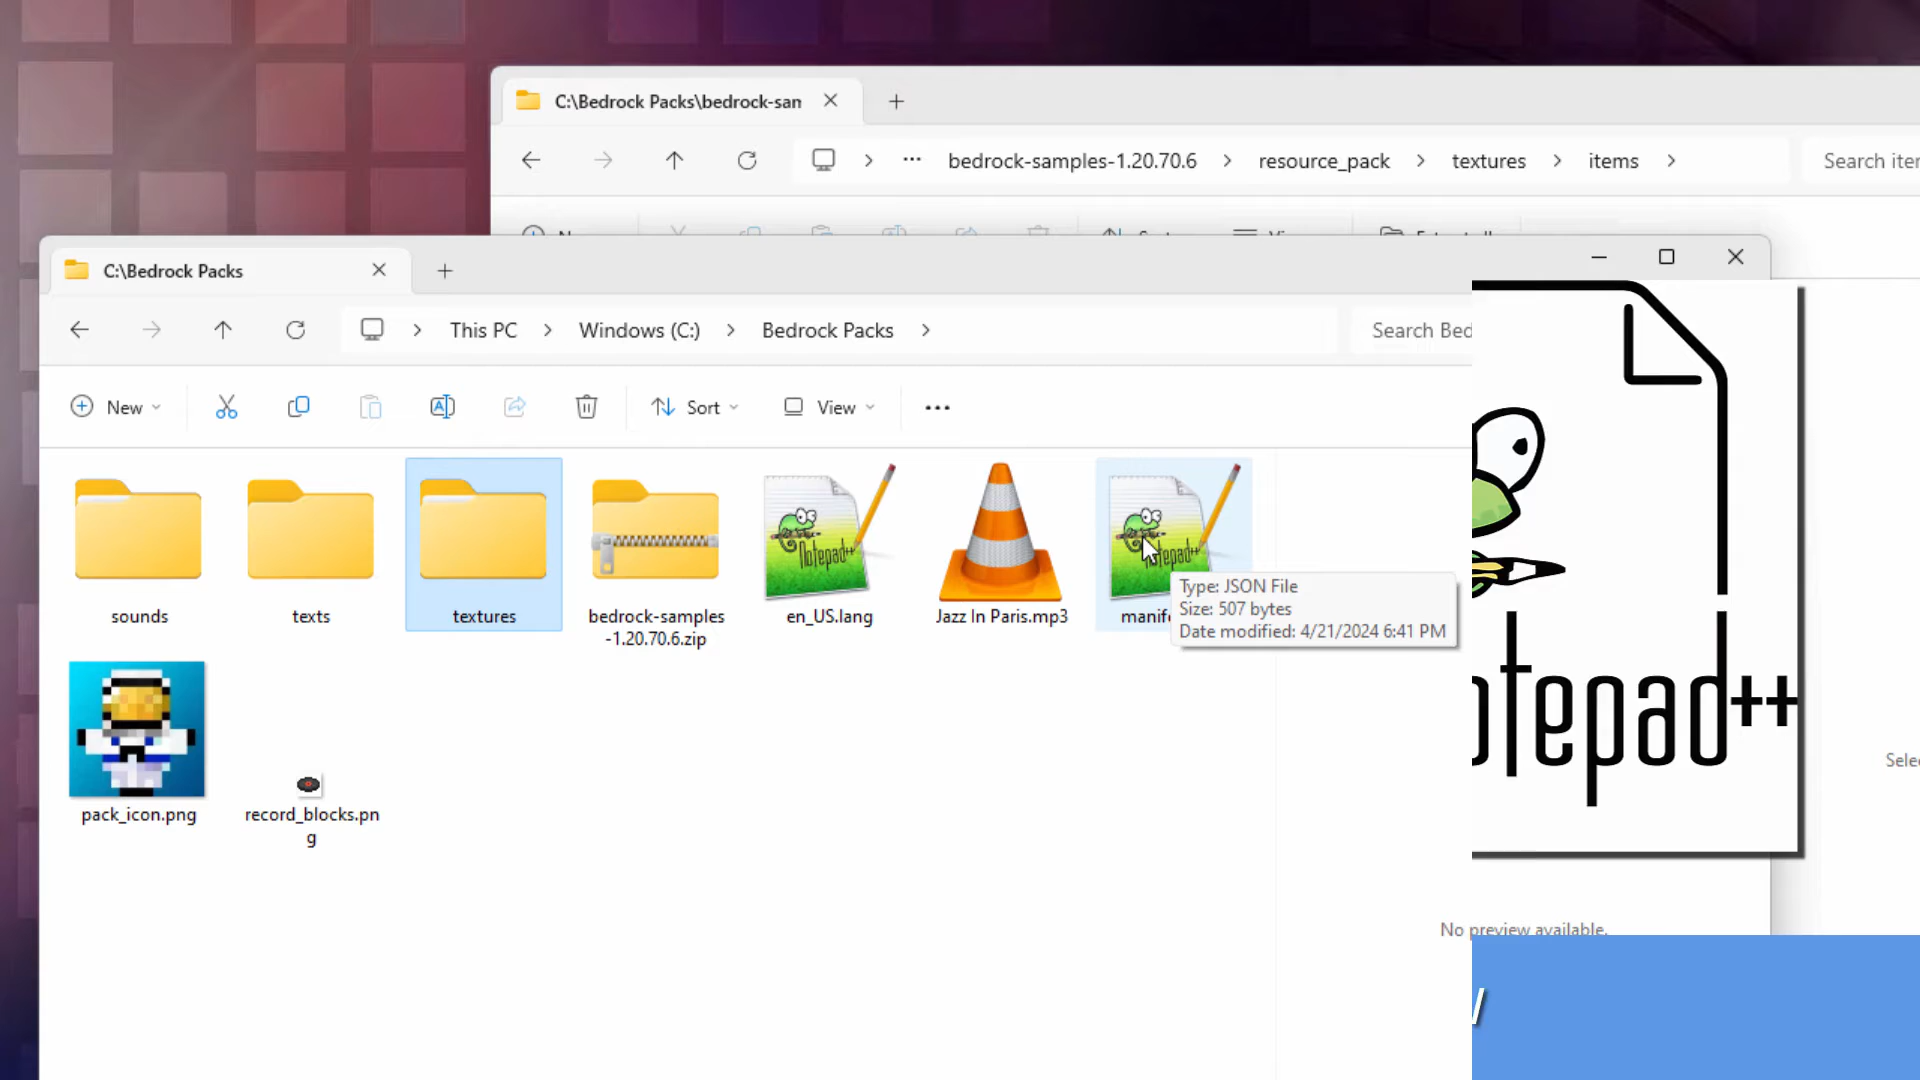 C:\Bedrock Packs\bedrock-san
bedrock-samples-1.20.70.6 resource_pack textures items
Search iter
C:\Bedrock Packs
This PC Windows (C:) Bedrock Packs
Search Bed
New Sort View
sounds
texts
textures
bedrock-samples
-1.20.70.6.zip
Notepad++
en_US.lang
Jazz In Paris.mp3
manife
Type: JSON File
Size: 507 bytes
Date modified: 4/21/2024 6:41 PM
pack_icon.png
record_blocks.pn
g
otepad++
Sele
No preview available.